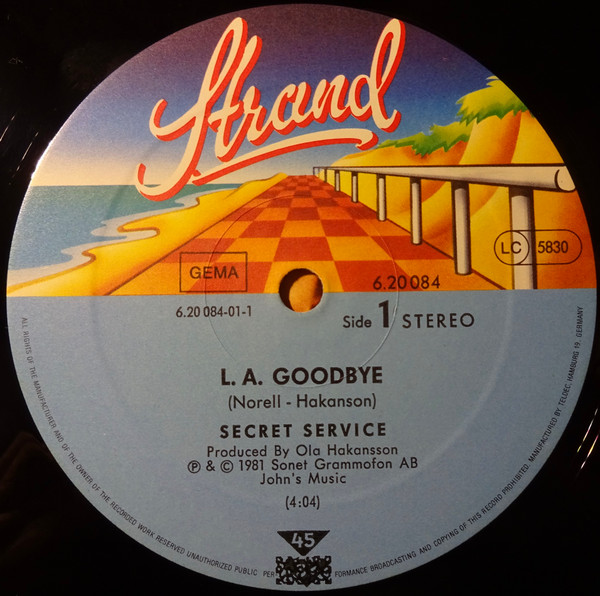 Strand
LC 5830
GEMA
6.20 084
6.20 084-01-1
Side 1 STEREO
L. A. GOODBYE
(Norell - Hakanson)
SECRET SERVICE
Produced By Ola Hakansson
℗ & © 1981 Sonet Grammofon AB
John's Music
(4:04)
45
ALL RIGHTS OF THE MANUFACTURER AND OF THE OWNER OF THE RECORDED WORK RESERVED UNAUTHORIZED PUBLIC PERFORMANCE BROADCASTING AND COPYING OF THIS RECORD PROHIBITED. MANUFACTURED BY TELDEC, HAMBURG 19, GERMANY